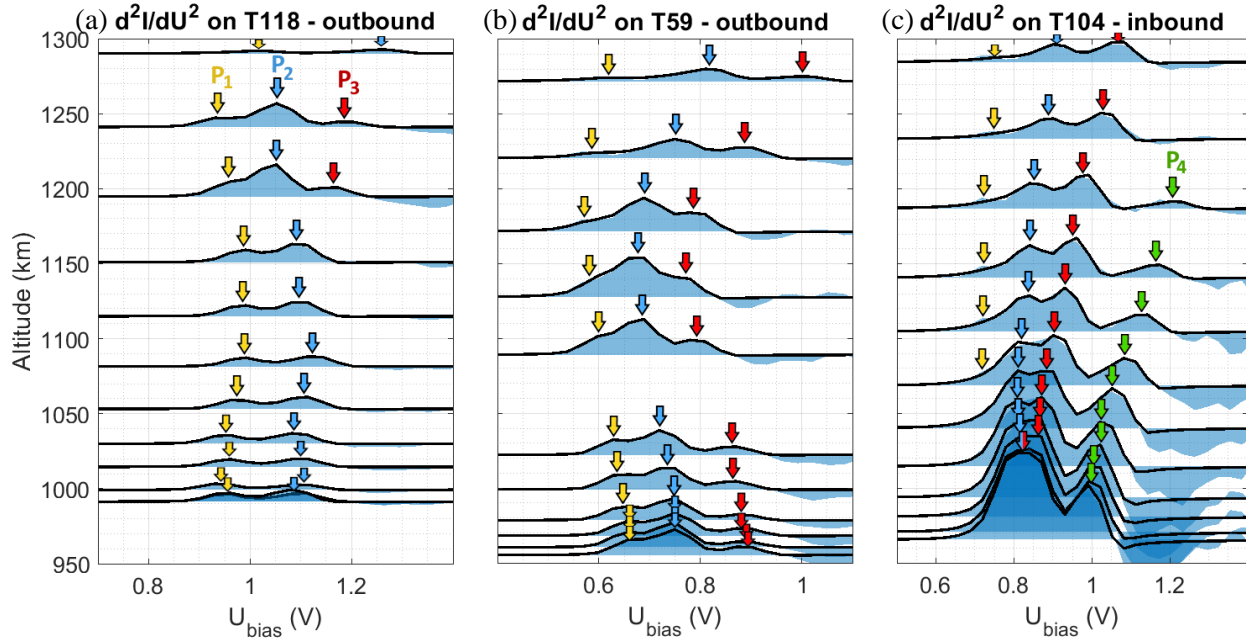 (a) d²I/dU² on T118 - outbound
(b) d²I/dU² on T59 - outbound
(c) d²I/dU² on T104 - inbound
Altitude (km)
1300
1250
1200
1150
1100
1050
1000
950
P₁
P₂
P₃
P₄
0.8
1
1.2
0.6
0.8
1
0.6
0.8
1
1.2
U_bias (V)
U_bias (V)
U_bias (V)